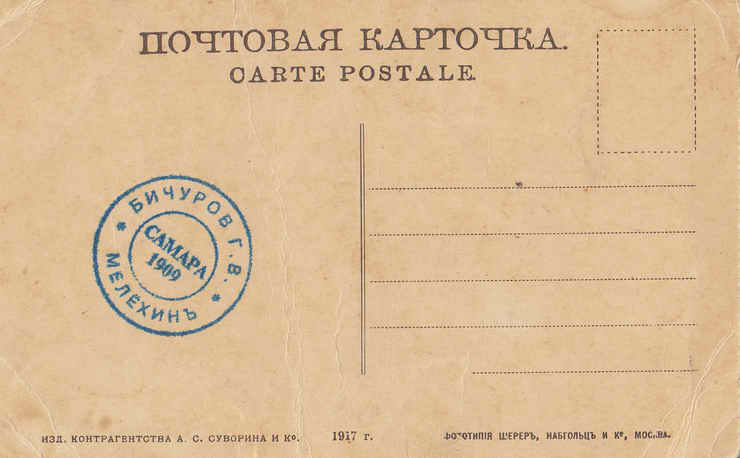 ПОЧТОВАЯ КАРТОЧКА.
CARTE POSTALE.
* БИЧУРОВ Г. В. *
САМАРА
1909
МЕЛЕХИНЪ
ИЗД. КОНТРАГЕНТСТВА А. С. СУВОРИНА И Ко. 1917 г. ФОТОТИПІЯ ШЕРЕРЪ, НАБГОЛЬЦЪ И Ко, МОСКВА.